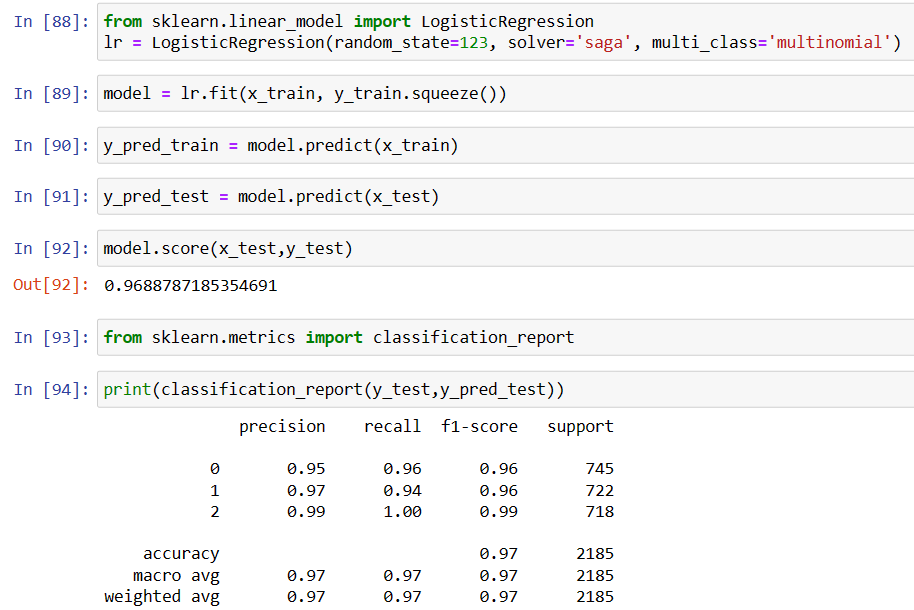 In [88]: from sklearn.linear_model import LogisticRegression
lr = LogisticRegression(random_state=123, solver='saga', multi_class='multinomial')
In [89]: model = lr.fit(x_train, y_train.squeeze())
In [90]: y_pred_train = model.predict(x_train)
In [91]: y_pred_test = model.predict(x_test)
In [92]: model.score(x_test,y_test)
Out[92]: 0.9688787185354691
In [93]: from sklearn.metrics import classification_report
In [94]: print(classification_report(y_test,y_pred_test))
precision recall f1-score support
0 0.95 0.96 0.96 745
1 0.97 0.94 0.96 722
2 0.99 1.00 0.99 718
accuracy 0.97 2185
macro avg 0.97 0.97 0.97 2185
weighted avg 0.97 0.97 0.97 2185